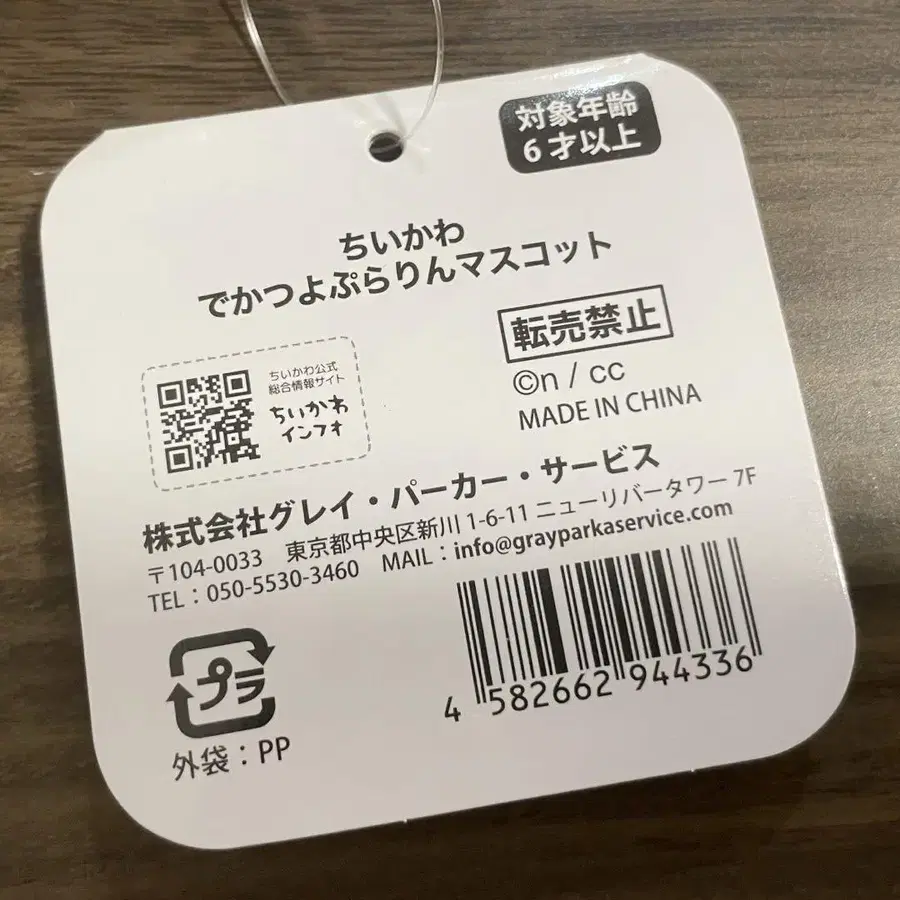 対象年齢
6才以上
ちいかわ
でかつよぷらりんマスコット
転売禁止
©n / cc
MADE IN CHINA
ちいかわ公式
総合情報サイト
ちいかわ
インフォ
株式会社グレイ・パーカー・サービス
〒104-0033 東京都中央区新川 1-6-11 ニューリバータワー 7F
TEL：050-5530-3460 MAIL：info@grayparkaservice.com
プラ
外袋：PP
4 582662 944336